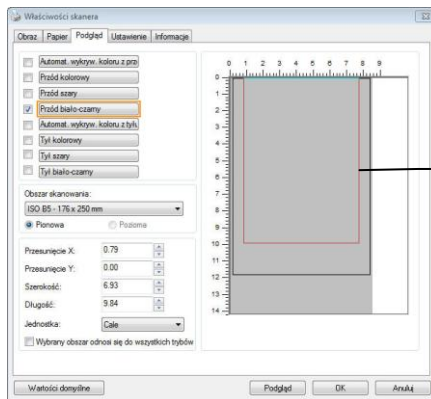 Właściwości skanera
Obraz Papier Podgląd Ustawienie Informacje
Automat. wykryw. koloru z prze
Przód kolorowy
Przód szary
Przód biało-czarny
Automat. wykryw. koloru z tyłu
Tył kolorowy
Tył szary
Tył biało-czarny
Obszar skanowania:
ISO B5 - 176 x 250 mm
Pionowa Pozioma
Przesunięcie X: 0.79
Przesunięcie Y: 0.00
Szerokość: 6.93
Długość: 9.84
Jednostka: Cale
Wybrany obszar odnosi się do wszystkich trybów
0 1 2 3 4 5 6 7 8 9
0
1
2
3
4
5
6
7
8
9
10
11
12
13
14
Wartości domyślne Podgląd OK Anuluj